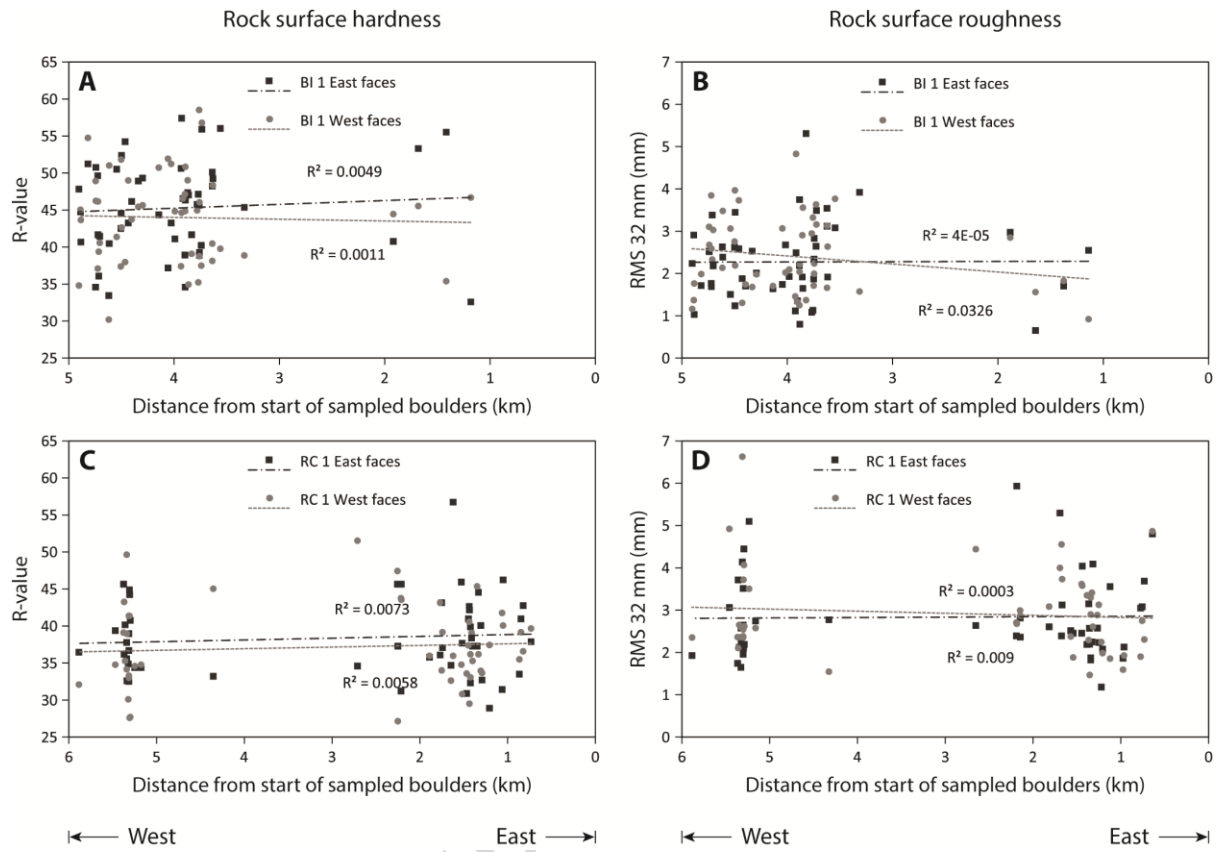 Rock surface hardness
Rock surface roughness
A
65
60
55
50
45
40
35
30
25
R-value
BI 1 East faces
BI 1 West faces
R² = 0.0049
R² = 0.0011
5 4 3 2 1 0
Distance from start of sampled boulders (km)
B
7
6
5
4
3
2
1
0
RMS 32 mm (mm)
BI 1 East faces
BI 1 West faces
R² = 4E-05
R² = 0.0326
5 4 3 2 1 0
Distance from start of sampled boulders (km)
C
65
60
55
50
45
40
35
30
25
R-value
RC 1 East faces
RC 1 West faces
R² = 0.0073
R² = 0.0058
6 5 4 3 2 1 0
Distance from start of sampled boulders (km)
D
7
6
5
4
3
2
1
0
RMS 32 mm (mm)
RC 1 East faces
RC 1 West faces
R² = 0.0003
R² = 0.009
6 5 4 3 2 1 0
Distance from start of sampled boulders (km)
West East
West East